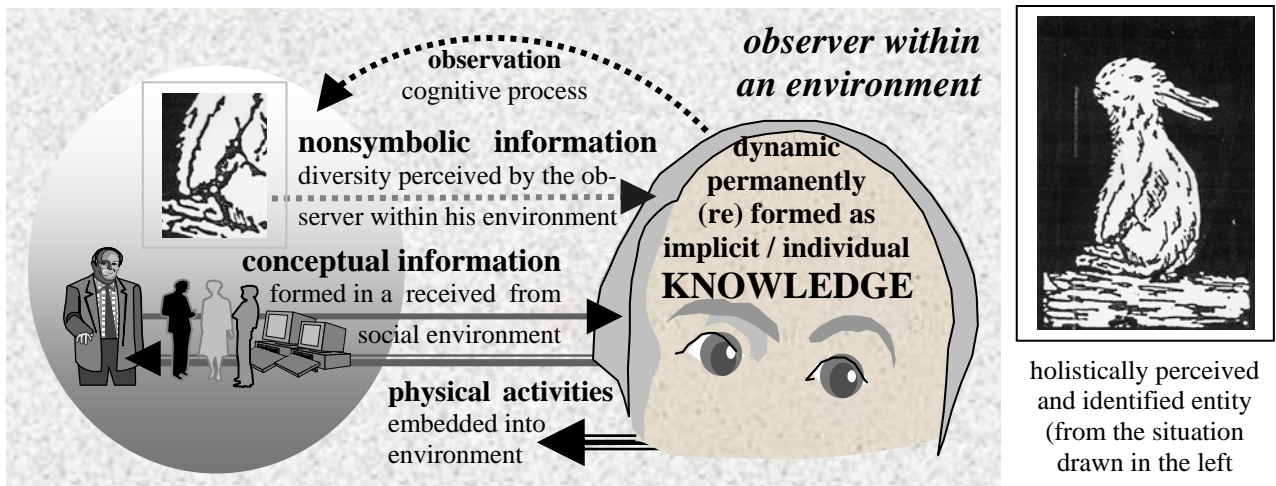 observer within
an environment
observation
cognitive process
nonsymbolic information
diversity perceived by the ob-
server within his environment
conceptual information
formed in a received from
social environment
physical activities
embedded into
environment
dynamic
permanently
(re) formed as
implicit / individual
KNOWLEDGE
holistically perceived
and identified entity
(from the situation
drawn in the left